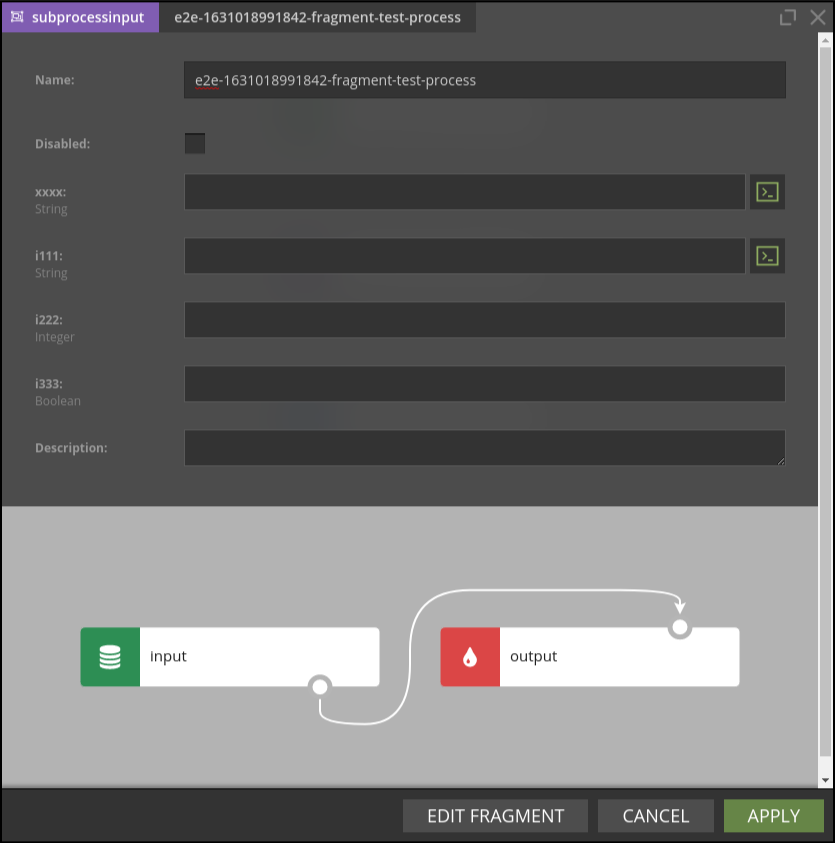 subprocessinput e2e-1631018991842-fragment-test-process
Name: e2e-1631018991842-fragment-test-process
Disabled:
xxxx:
String
i111:
String
i222:
Integer
i333:
Boolean
Description:
input output
EDIT FRAGMENT CANCEL APPLY